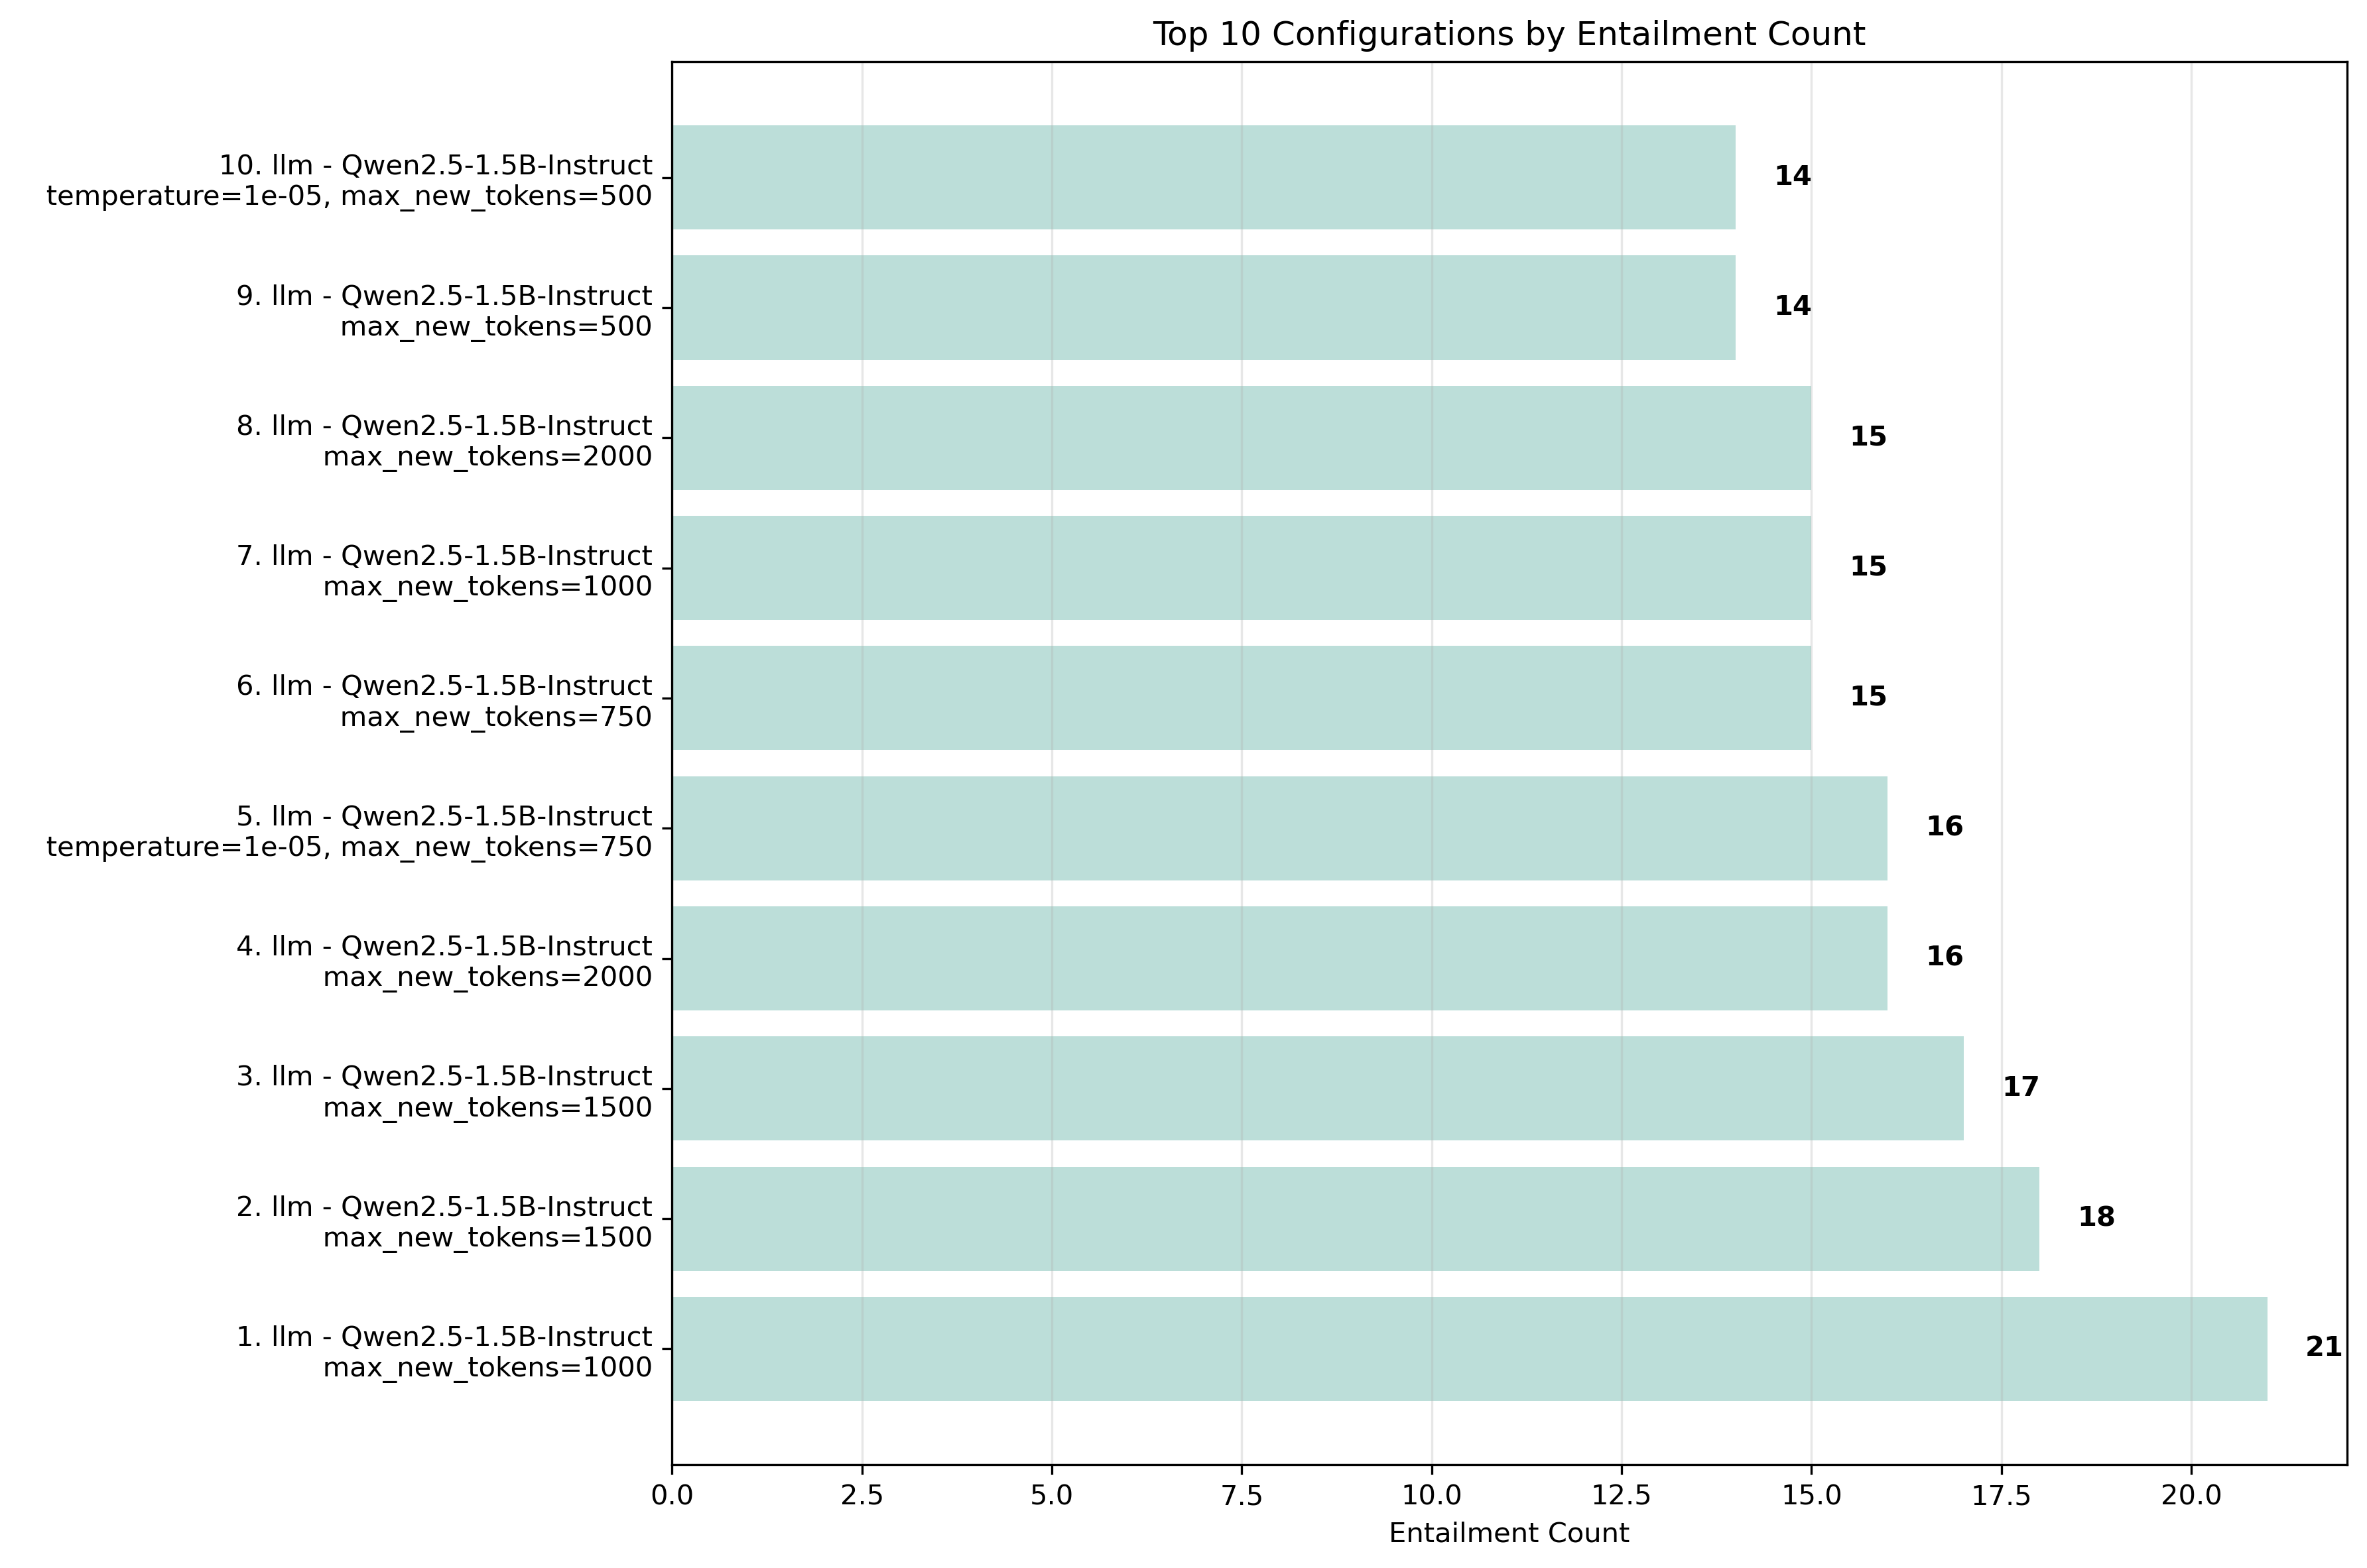 Top 10 Configurations by Entailment Count
10. llm - Qwen2.5-1.5B-Instruct
temperature=1e-05, max_new_tokens=500
14
9. llm - Qwen2.5-1.5B-Instruct
max_new_tokens=500
14
8. llm - Qwen2.5-1.5B-Instruct
max_new_tokens=2000
15
7. llm - Qwen2.5-1.5B-Instruct
max_new_tokens=1000
15
6. llm - Qwen2.5-1.5B-Instruct
max_new_tokens=750
15
5. llm - Qwen2.5-1.5B-Instruct
temperature=1e-05, max_new_tokens=750
16
4. llm - Qwen2.5-1.5B-Instruct
max_new_tokens=2000
16
3. llm - Qwen2.5-1.5B-Instruct
max_new_tokens=1500
17
2. llm - Qwen2.5-1.5B-Instruct
max_new_tokens=1500
18
1. llm - Qwen2.5-1.5B-Instruct
max_new_tokens=1000
21
0.0 2.5 5.0 7.5 10.0 12.5 15.0 17.5 20.0
Entailment Count